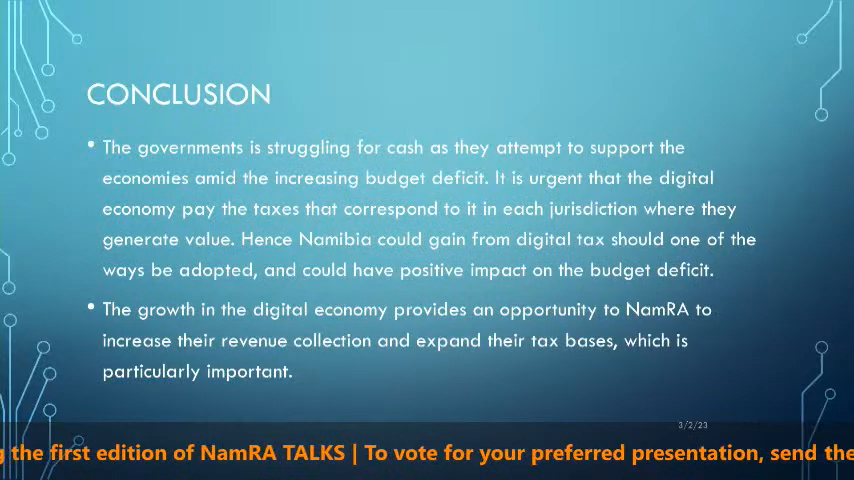 CONCLUSION
• The governments is struggling for cash as they attempt to support the
economies amid the increasing budget deficit. It is urgent that the digital
economy pay the taxes that correspond to it in each jurisdiction where they
generate value. Hence Namibia could gain from digital tax should one of the
ways be adopted, and could have positive impact on the budget deficit.
• The growth in the digital economy provides an opportunity to NamRA to
increase their revenue collection and expand their tax bases, which is
particularly important.
3/2/23
g the first edition of NamRA TALKS | To vote for your preferred presentation, send the